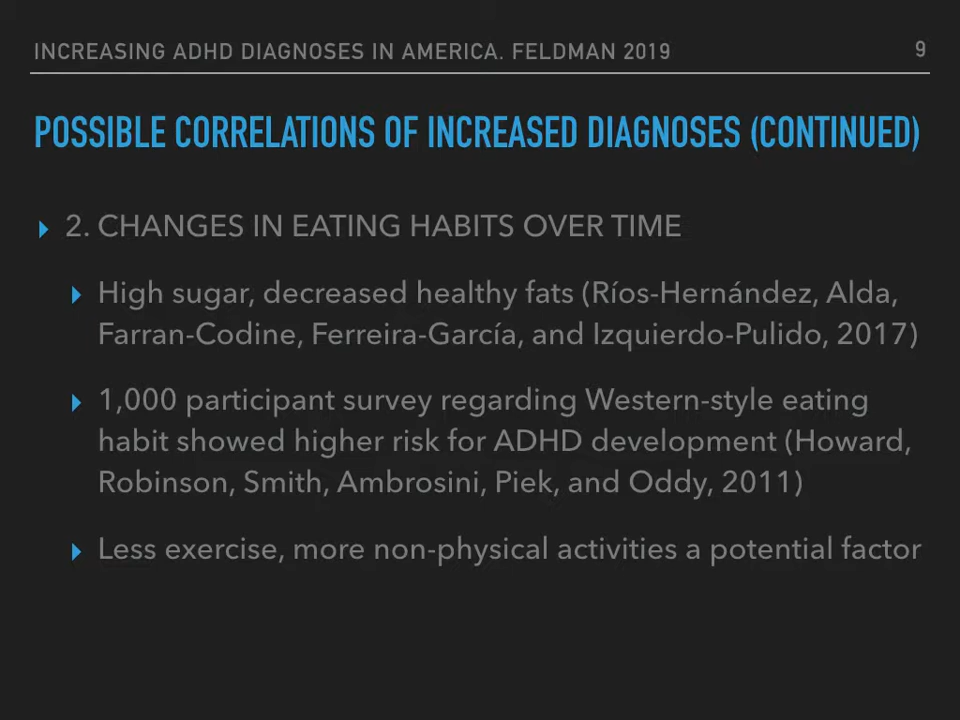 INCREASING ADHD DIAGNOSES IN AMERICA. FELDMAN 2019
9
POSSIBLE CORRELATIONS OF INCREASED DIAGNOSES (CONTINUED)
2. CHANGES IN EATING HABITS OVER TIME
High sugar, decreased healthy fats (Ríos-Hernández, Alda,
Farran-Codine, Ferreira-García, and Izquierdo-Pulido, 2017)
1,000 participant survey regarding Western-style eating
habit showed higher risk for ADHD development (Howard,
Robinson, Smith, Ambrosini, Piek, and Oddy, 2011)
Less exercise, more non-physical activities a potential factor